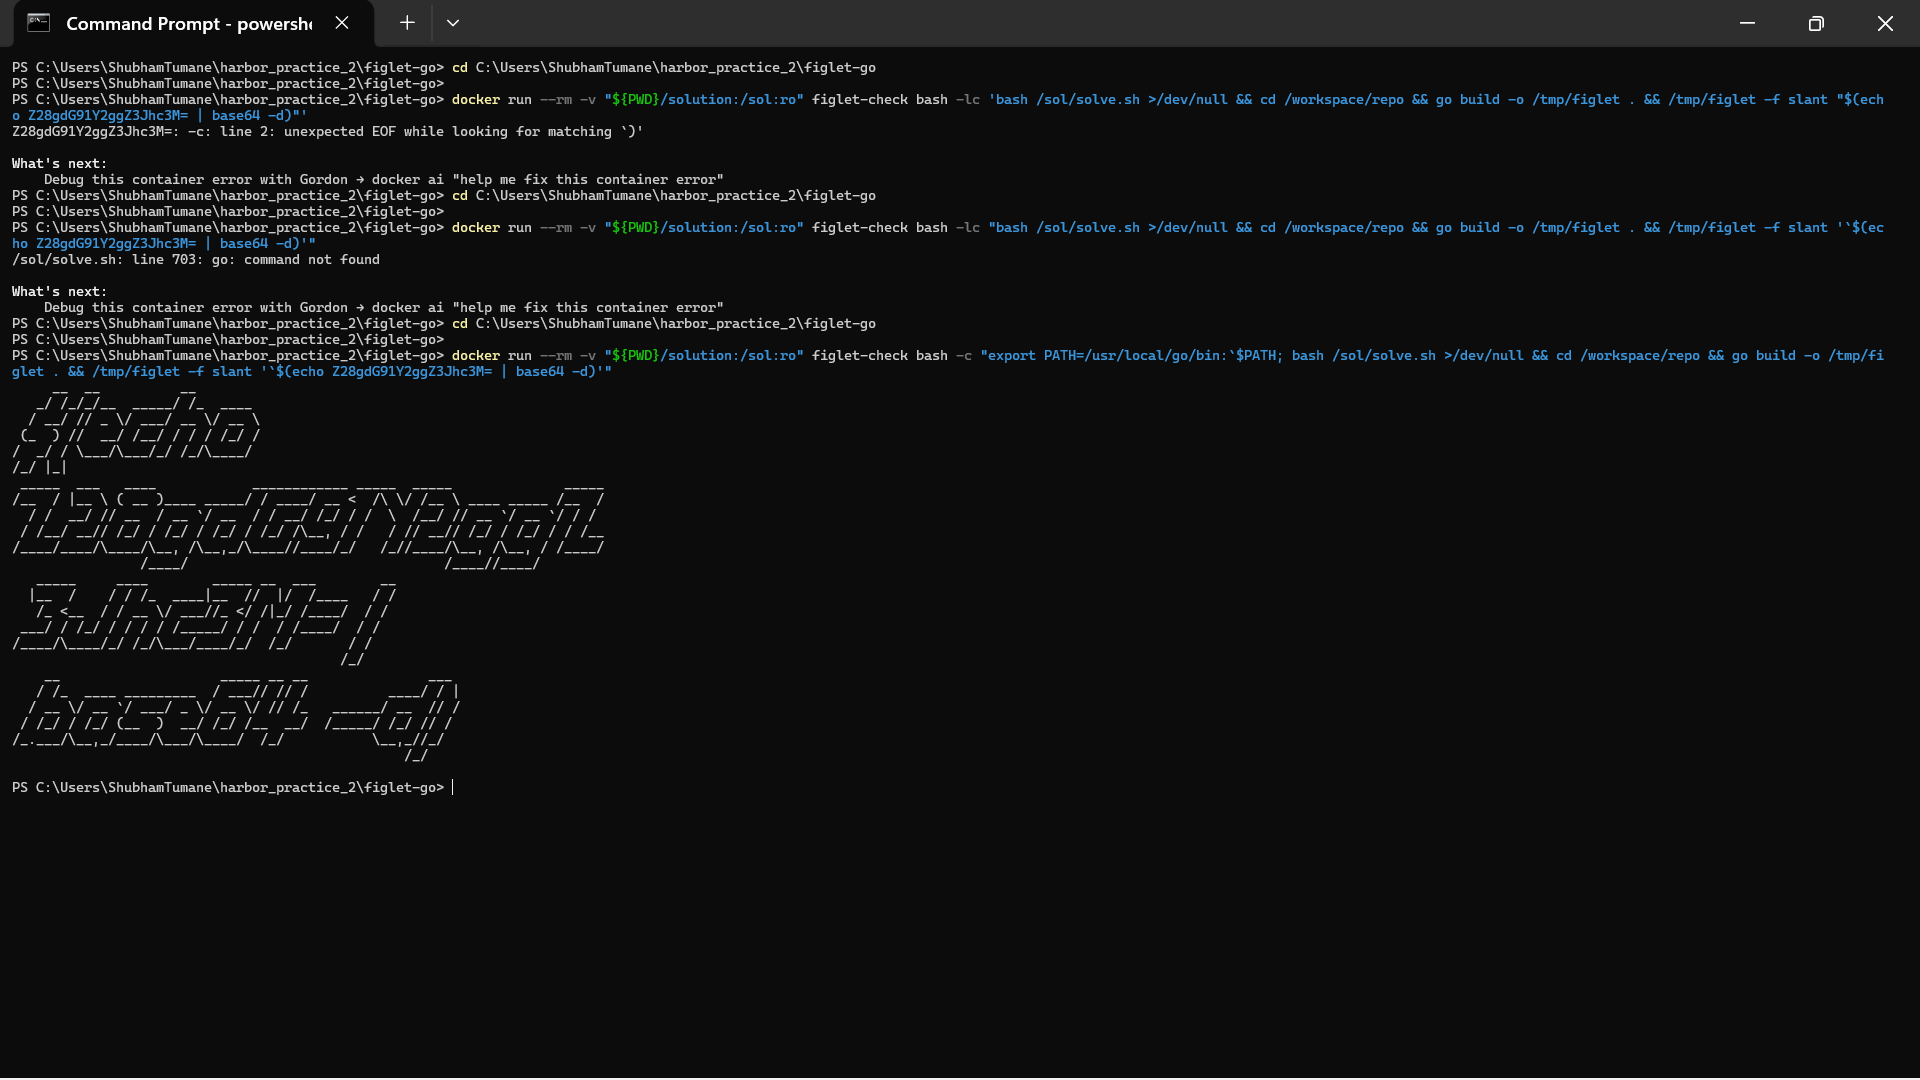 Command Prompt - powershe
PS C:\Users\ShubhamTumane\harbor_practice_2\figlet-go> cd C:\Users\ShubhamTumane\harbor_practice_2\figlet-go
PS C:\Users\ShubhamTumane\harbor_practice_2\figlet-go>
PS C:\Users\ShubhamTumane\harbor_practice_2\figlet-go> docker run --rm -v "${PWD}/solution:/sol:ro" figlet-check bash -lc 'bash /sol/solve.sh >/dev/null && cd /workspace/repo && go build -o /tmp/figlet . && /tmp/figlet -f slant "$(ech
o Z28gdG91Y2ggZ3Jhc3M= | base64 -d)"'
Z28gdG91Y2ggZ3Jhc3M=: -c: line 2: unexpected EOF while looking for matching `)'
What's next:
Debug this container error with Gordon → docker ai "help me fix this container error"
PS C:\Users\ShubhamTumane\harbor_practice_2\figlet-go> cd C:\Users\ShubhamTumane\harbor_practice_2\figlet-go
PS C:\Users\ShubhamTumane\harbor_practice_2\figlet-go>
PS C:\Users\ShubhamTumane\harbor_practice_2\figlet-go> docker run --rm -v "${PWD}/solution:/sol:ro" figlet-check bash -lc "bash /sol/solve.sh >/dev/null && cd /workspace/repo && go build -o /tmp/figlet . && /tmp/figlet -f slant '`$(ec
ho Z28gdG91Y2ggZ3Jhc3M= | base64 -d)'"
/sol/solve.sh: line 703: go: command not found
What's next:
Debug this container error with Gordon → docker ai "help me fix this container error"
PS C:\Users\ShubhamTumane\harbor_practice_2\figlet-go> cd C:\Users\ShubhamTumane\harbor_practice_2\figlet-go
PS C:\Users\ShubhamTumane\harbor_practice_2\figlet-go>
PS C:\Users\ShubhamTumane\harbor_practice_2\figlet-go> docker run --rm -v "${PWD}/solution:/sol:ro" figlet-check bash -c "export PATH=/usr/local/go/bin:`$PATH; bash /sol/solve.sh >/dev/null && cd /workspace/repo && go build -o /tmp/fi
glet . && /tmp/figlet -f slant '`$(echo Z28gdG91Y2ggZ3Jhc3M= | base64 -d)'"
$(echo
Z28gdG91Y2ggZ
3Jhc3M= |
base64 -d)
PS C:\Users\ShubhamTumane\harbor_practice_2\figlet-go>